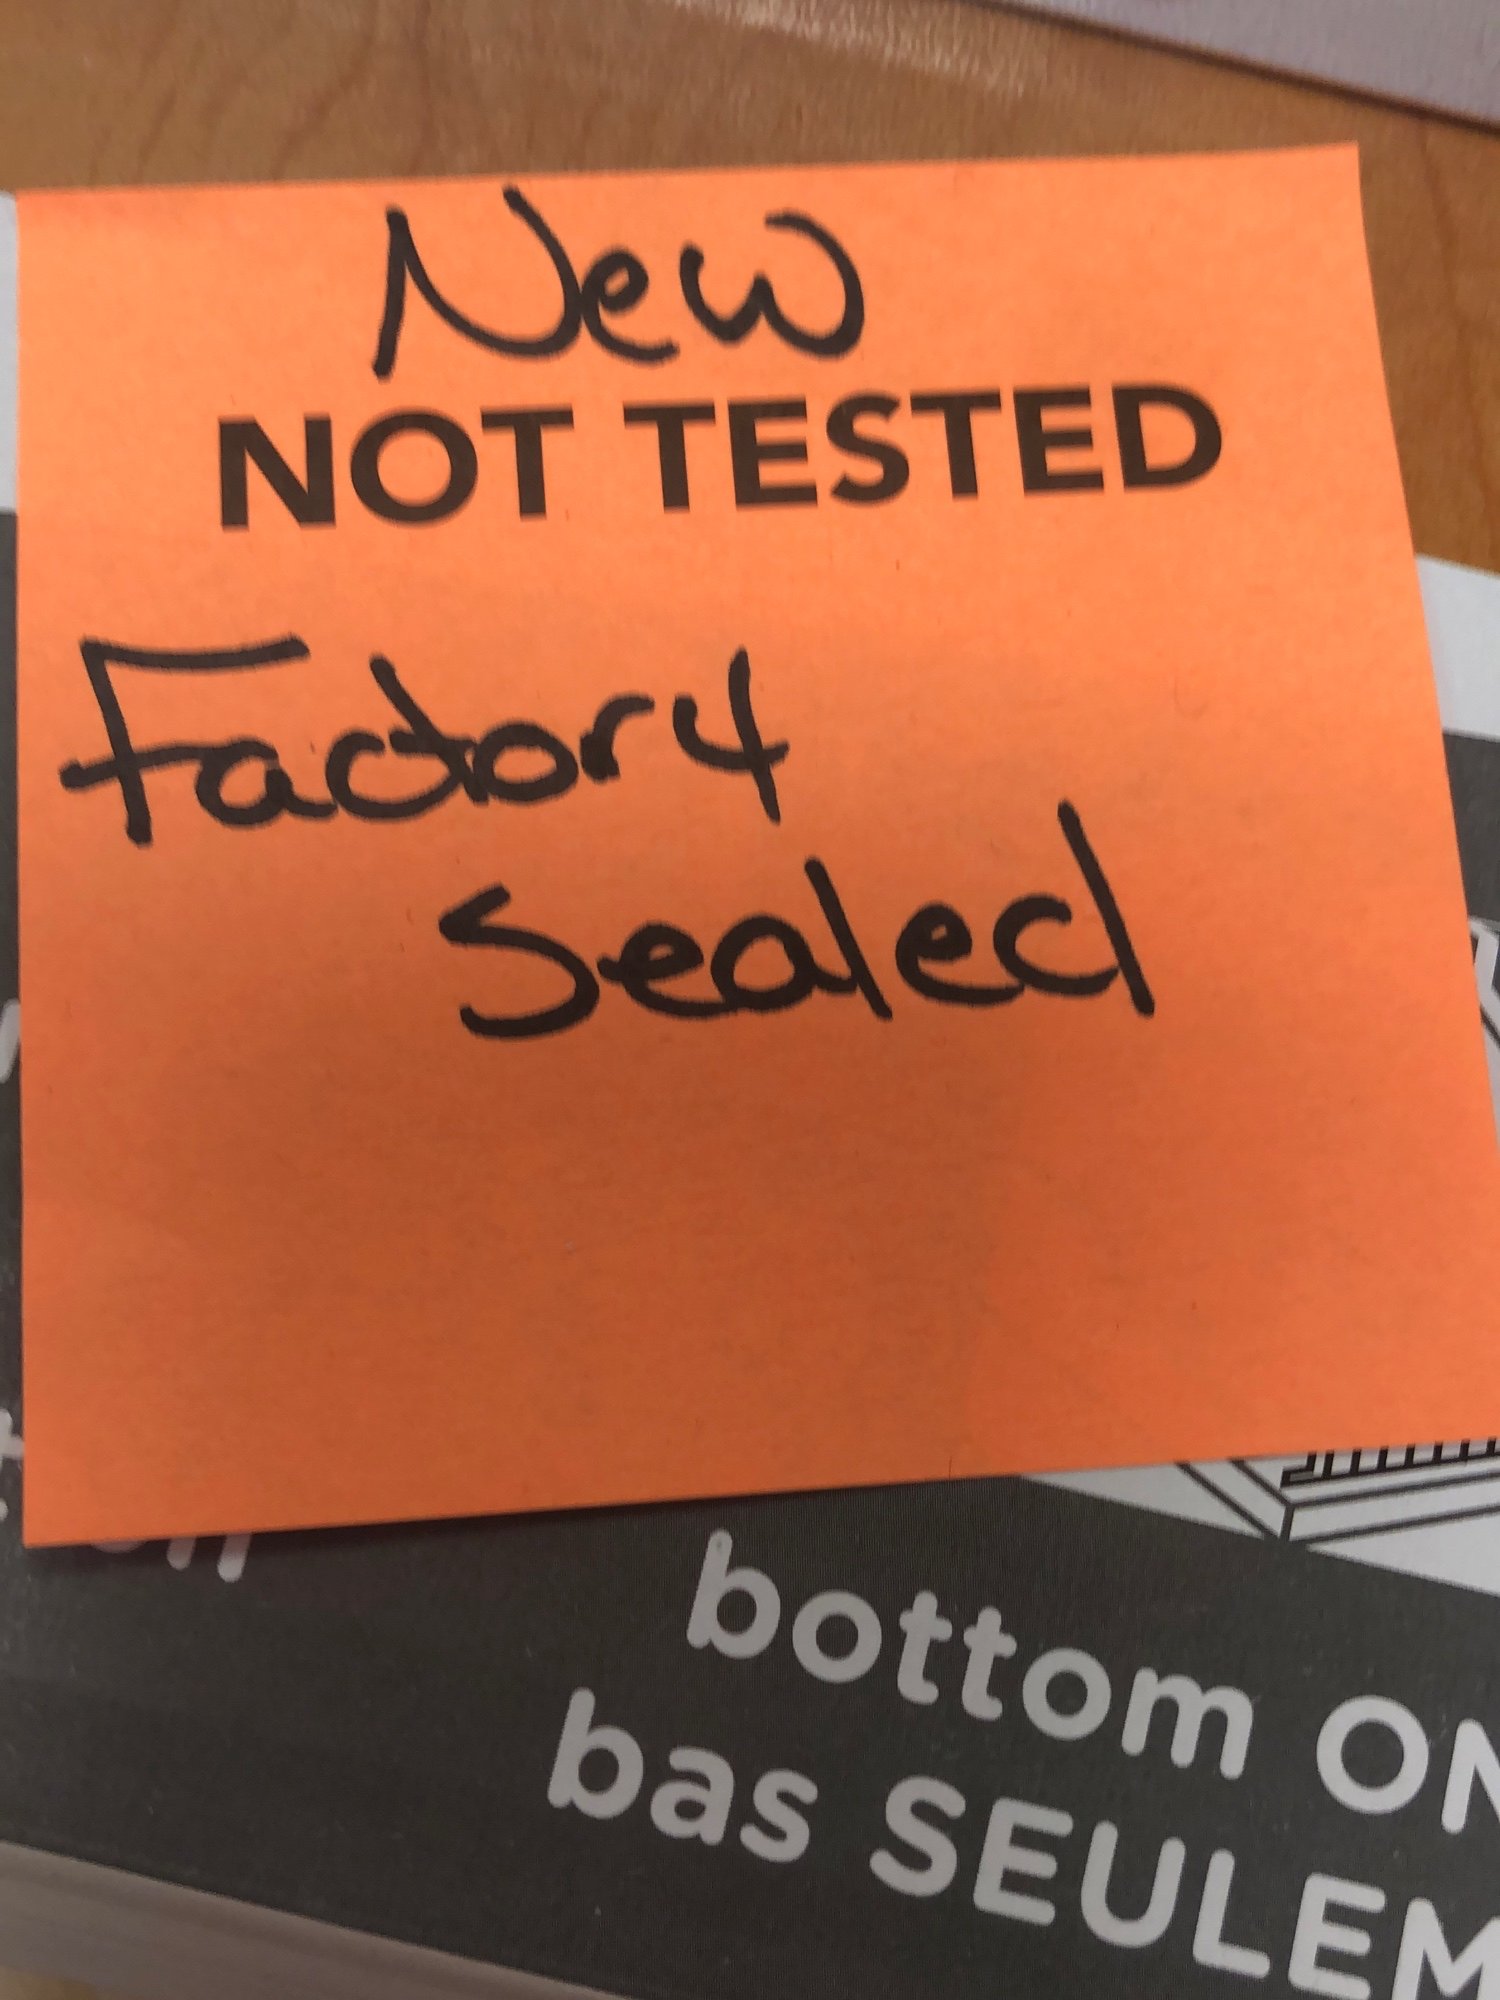 New
NOT TESTED
Factory
Sealed
bottom ON
bas SEULEM